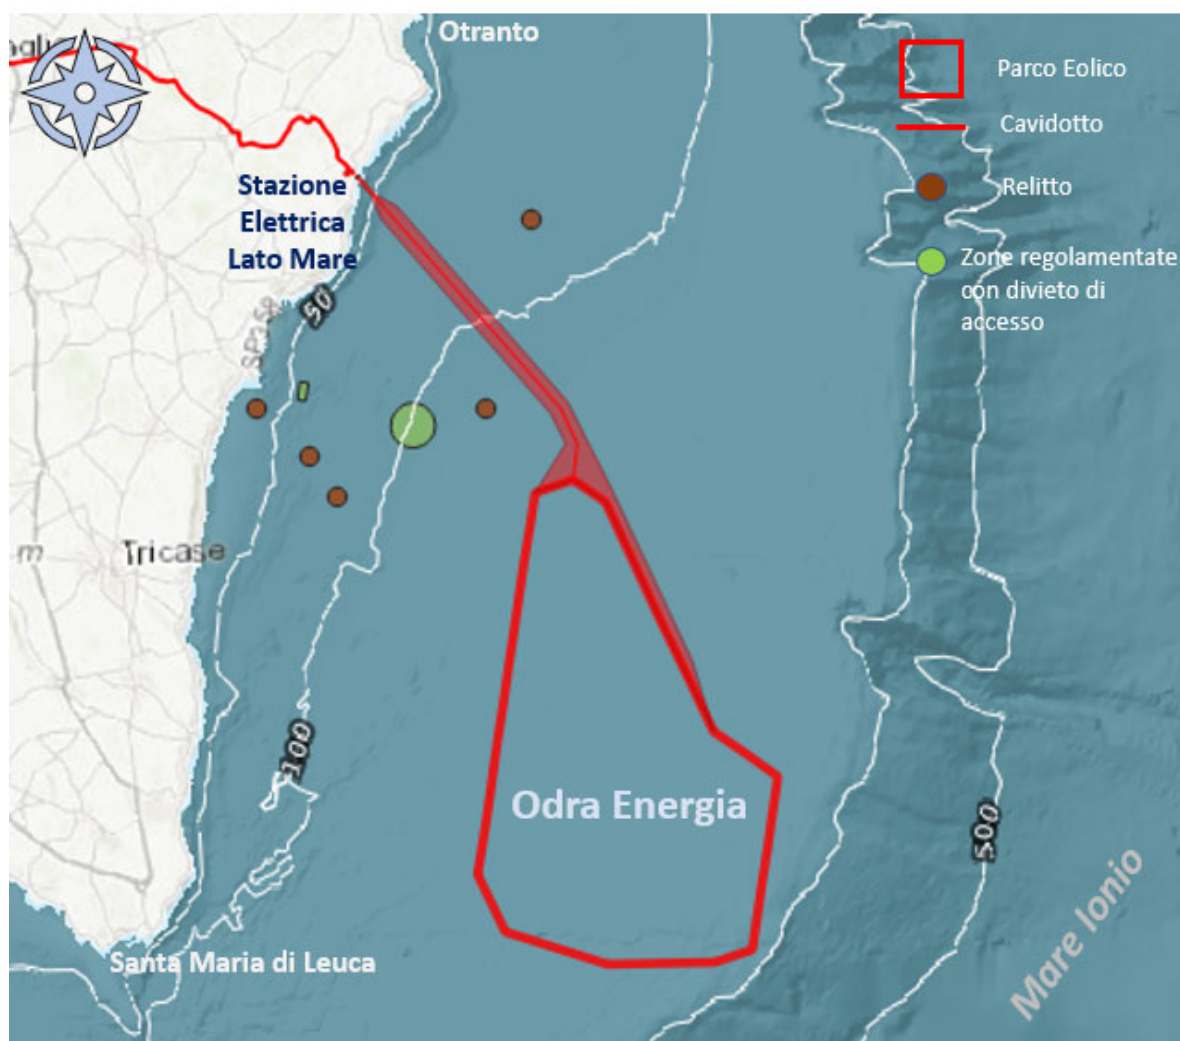 Otranto
Parco Eolico
Cavidotto
Stazione
Elettrica
Lato Mare
Relitto
Zone regolamentate
con divieto di
accesso
50
Tricase
100
Odra Energia
500
Mare Ionio
Santa Maria di Leuca